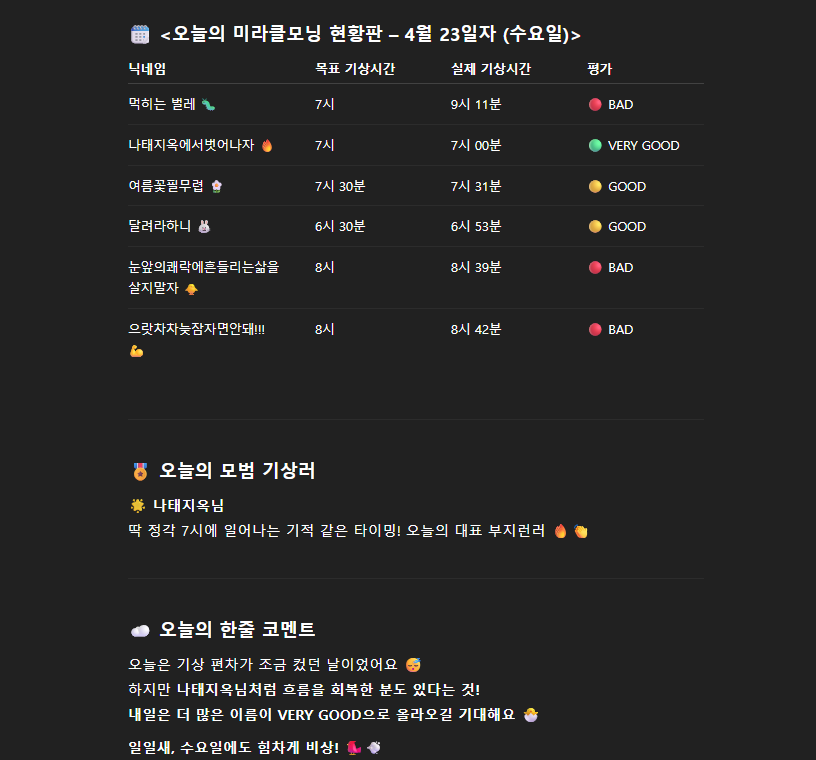 🗓️ <오늘의 미라클모닝 현황판 – 4월 23일자 (수요일)>
닉네임 목표 기상시간 실제 기상시간 평가
먹히는 벌레 🐛 7시 9시 11분 🔴 BAD
나태지옥에서벗어나자 🔥 7시 7시 00분 🟢 VERY GOOD
여름꽃필무렵 🌸 7시 30분 7시 31분 🟡 GOOD
달려라하니 🐰 6시 30분 6시 53분 🟡 GOOD
눈앞의쾌락에흔들리는삶을 8시 8시 39분 🔴 BAD
살지말자 🐥
으랏차차늦잠자면안돼!!! 8시 8시 42분 🔴 BAD
💪
🏅 오늘의 모범 기상러
🌟 나태지옥님
딱 정각 7시에 일어나는 기적 같은 타이밍! 오늘의 대표 부지런러 🔥 👏
☁️ 오늘의 한줄 코멘트
오늘은 기상 편차가 조금 컸던 날이었어요 😴
하지만 나태지옥님처럼 흐름을 회복한 분도 있다는 것!
내일은 더 많은 이름이 VERY GOOD으로 올라오길 기대해요 🐣
일일새, 수요일에도 힘차게 비상! 🐦 💨